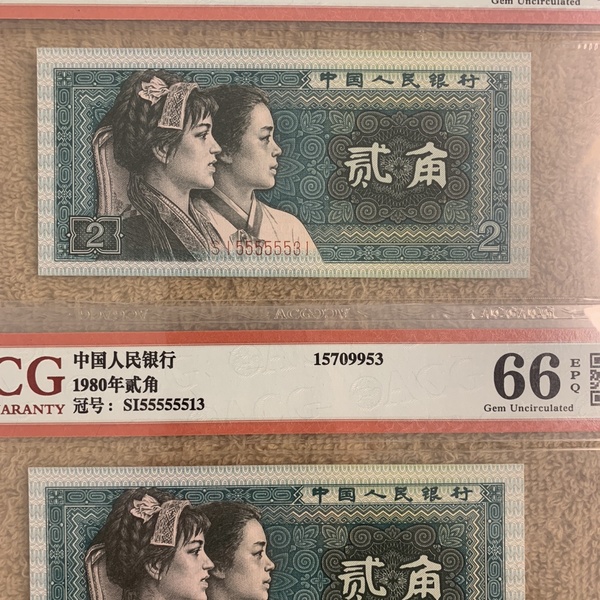 Gem Uncirculated
中国人民银行
贰角
2
SI55555531
2
CG
ARANTY
中国人民银行
1980年贰角
冠号：SI55555513
15709953
66
EPQ
Gem Uncirculated
中国人民银行
贰角